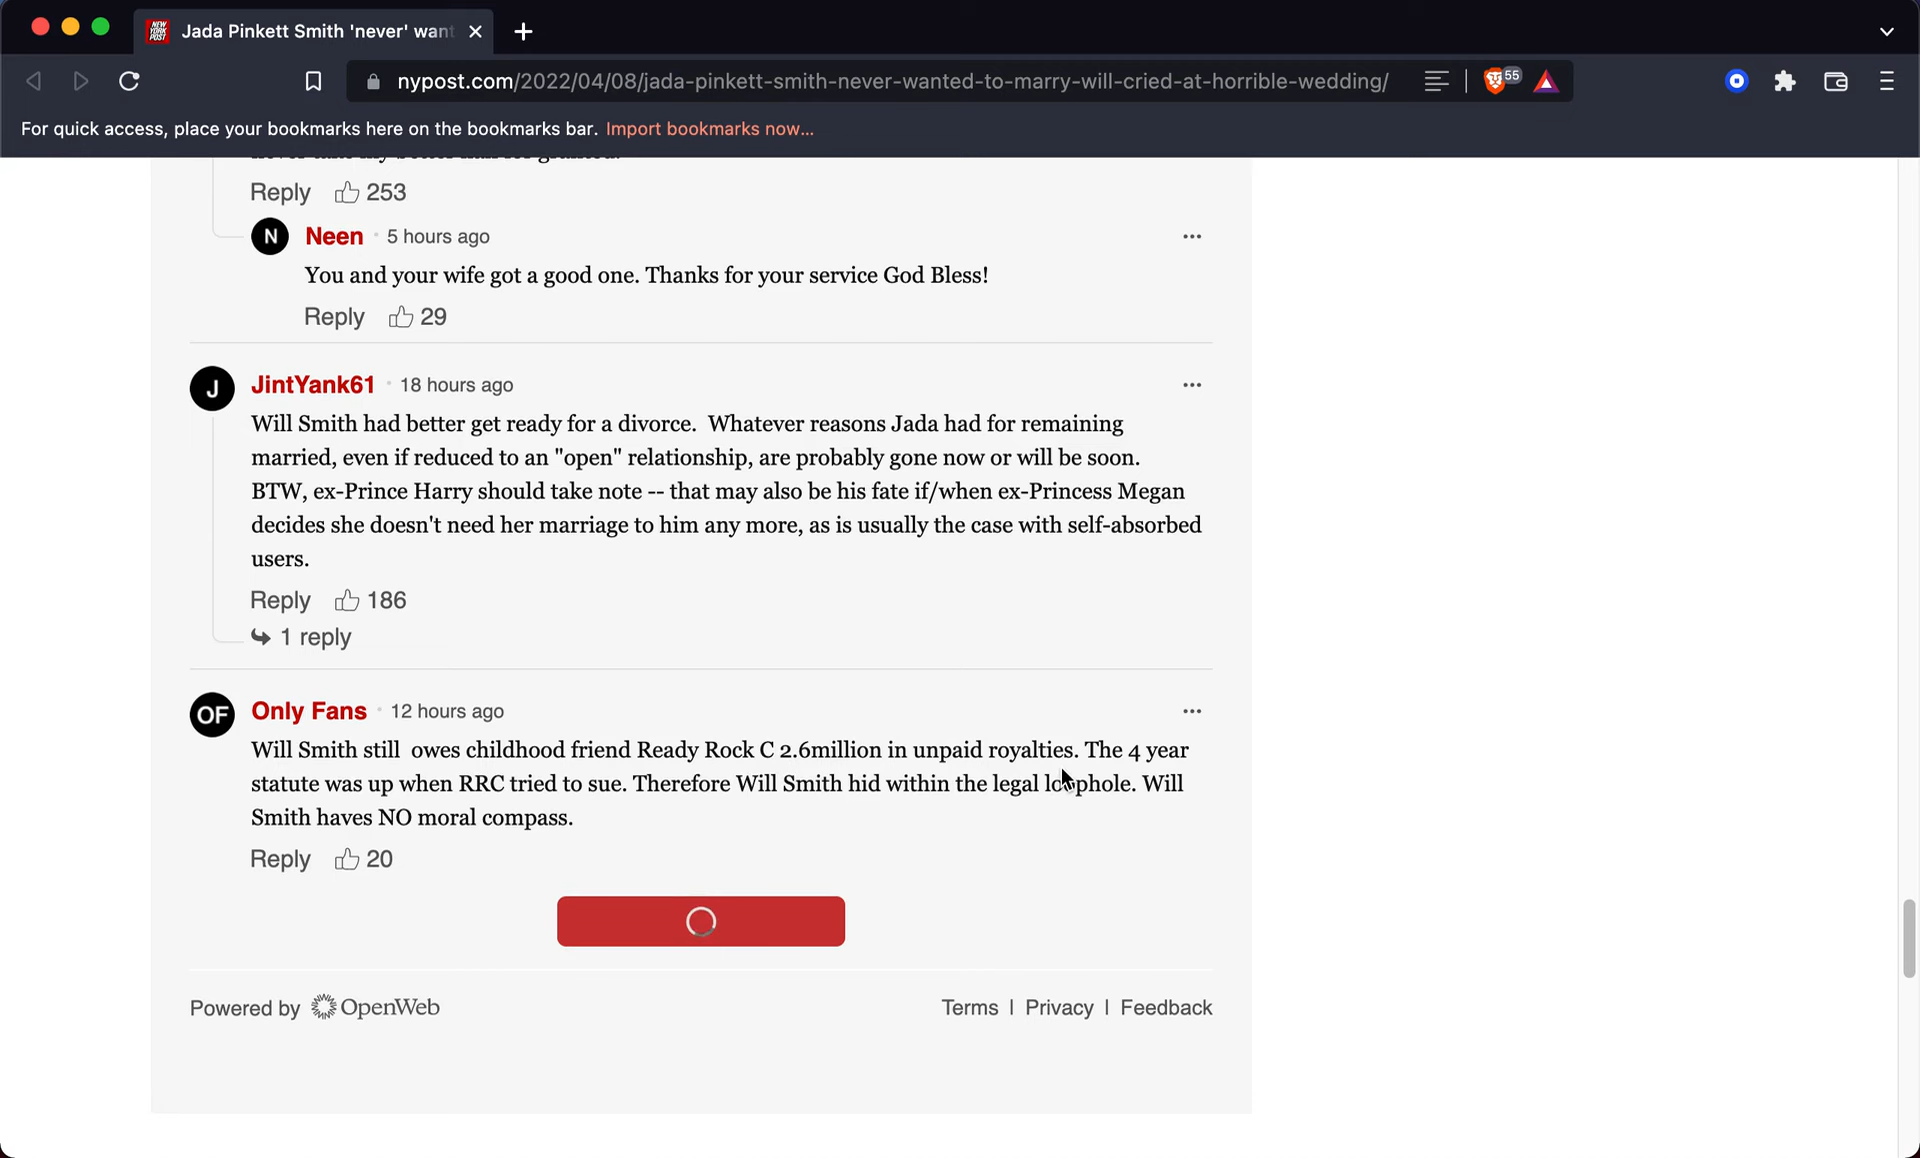 NEW YORK POST
Jada Pinkett Smith 'never' want
nypost.com/2022/04/08/jada-pinkett-smith-never-wanted-to-marry-will-cried-at-horrible-wedding/
55
For quick access, place your bookmarks here on the bookmarks bar. Import bookmarks now...
Reply 253
N Neen · 5 hours ago
You and your wife got a good one. Thanks for your service God Bless!
Reply 29
J JintYank61 · 18 hours ago
Will Smith had better get ready for a divorce.  Whatever reasons Jada had for remaining
married, even if reduced to an "open" relationship, are probably gone now or will be soon.
BTW, ex-Prince Harry should take note -- that may also be his fate if/when ex-Princess Megan
decides she doesn't need her marriage to him any more, as is usually the case with self-absorbed
users.
Reply 186
1 reply
OF Only Fans · 12 hours ago
Will Smith still  owes childhood friend Ready Rock C 2.6million in unpaid royalties. The 4 year
statute was up when RRC tried to sue. Therefore Will Smith hid within the legal loophole. Will
Smith haves NO moral compass.
Reply 20
Powered by OpenWeb
Terms | Privacy | Feedback